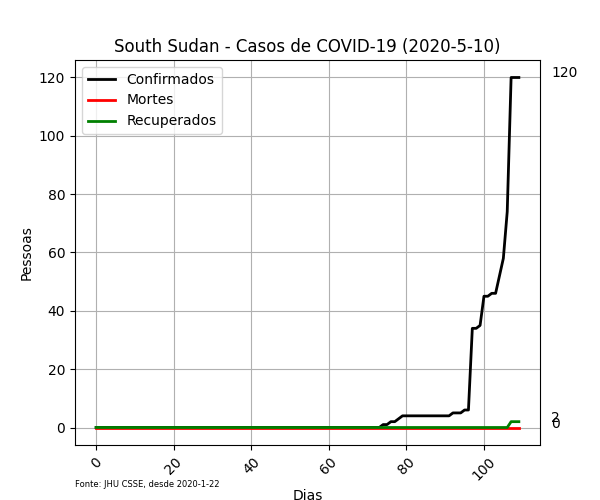 South Sudan - Casos de COVID-19 (2020-5-10)
Confirmados
Mortes
Recuperados
120
100
80
60
40
20
0
Pessoas
120
2
0
0
20
40
60
80
100
Dias
Fonte: JHU CSSE, desde 2020-1-22